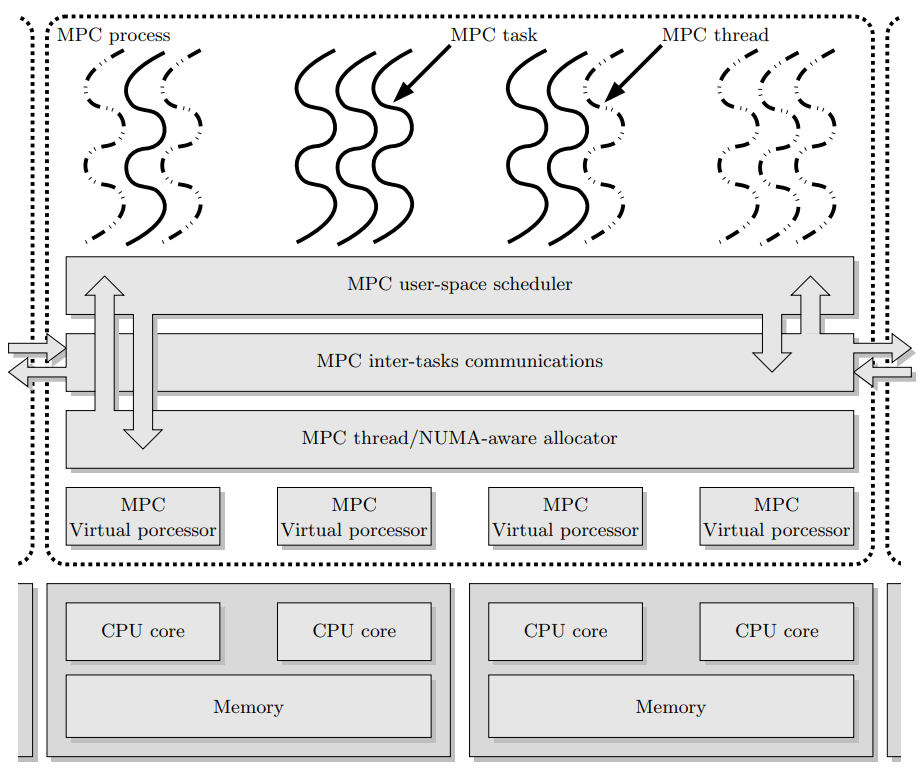 MPC process
MPC task
MPC thread
MPC user-space scheduler
MPC inter-tasks communications
MPC thread/NUMA-aware allocator
MPC
Virtual porcessor
MPC
Virtual porcessor
MPC
Virtual porcessor
MPC
Virtual porcessor
CPU core
CPU core
CPU core
CPU core
Memory
Memory